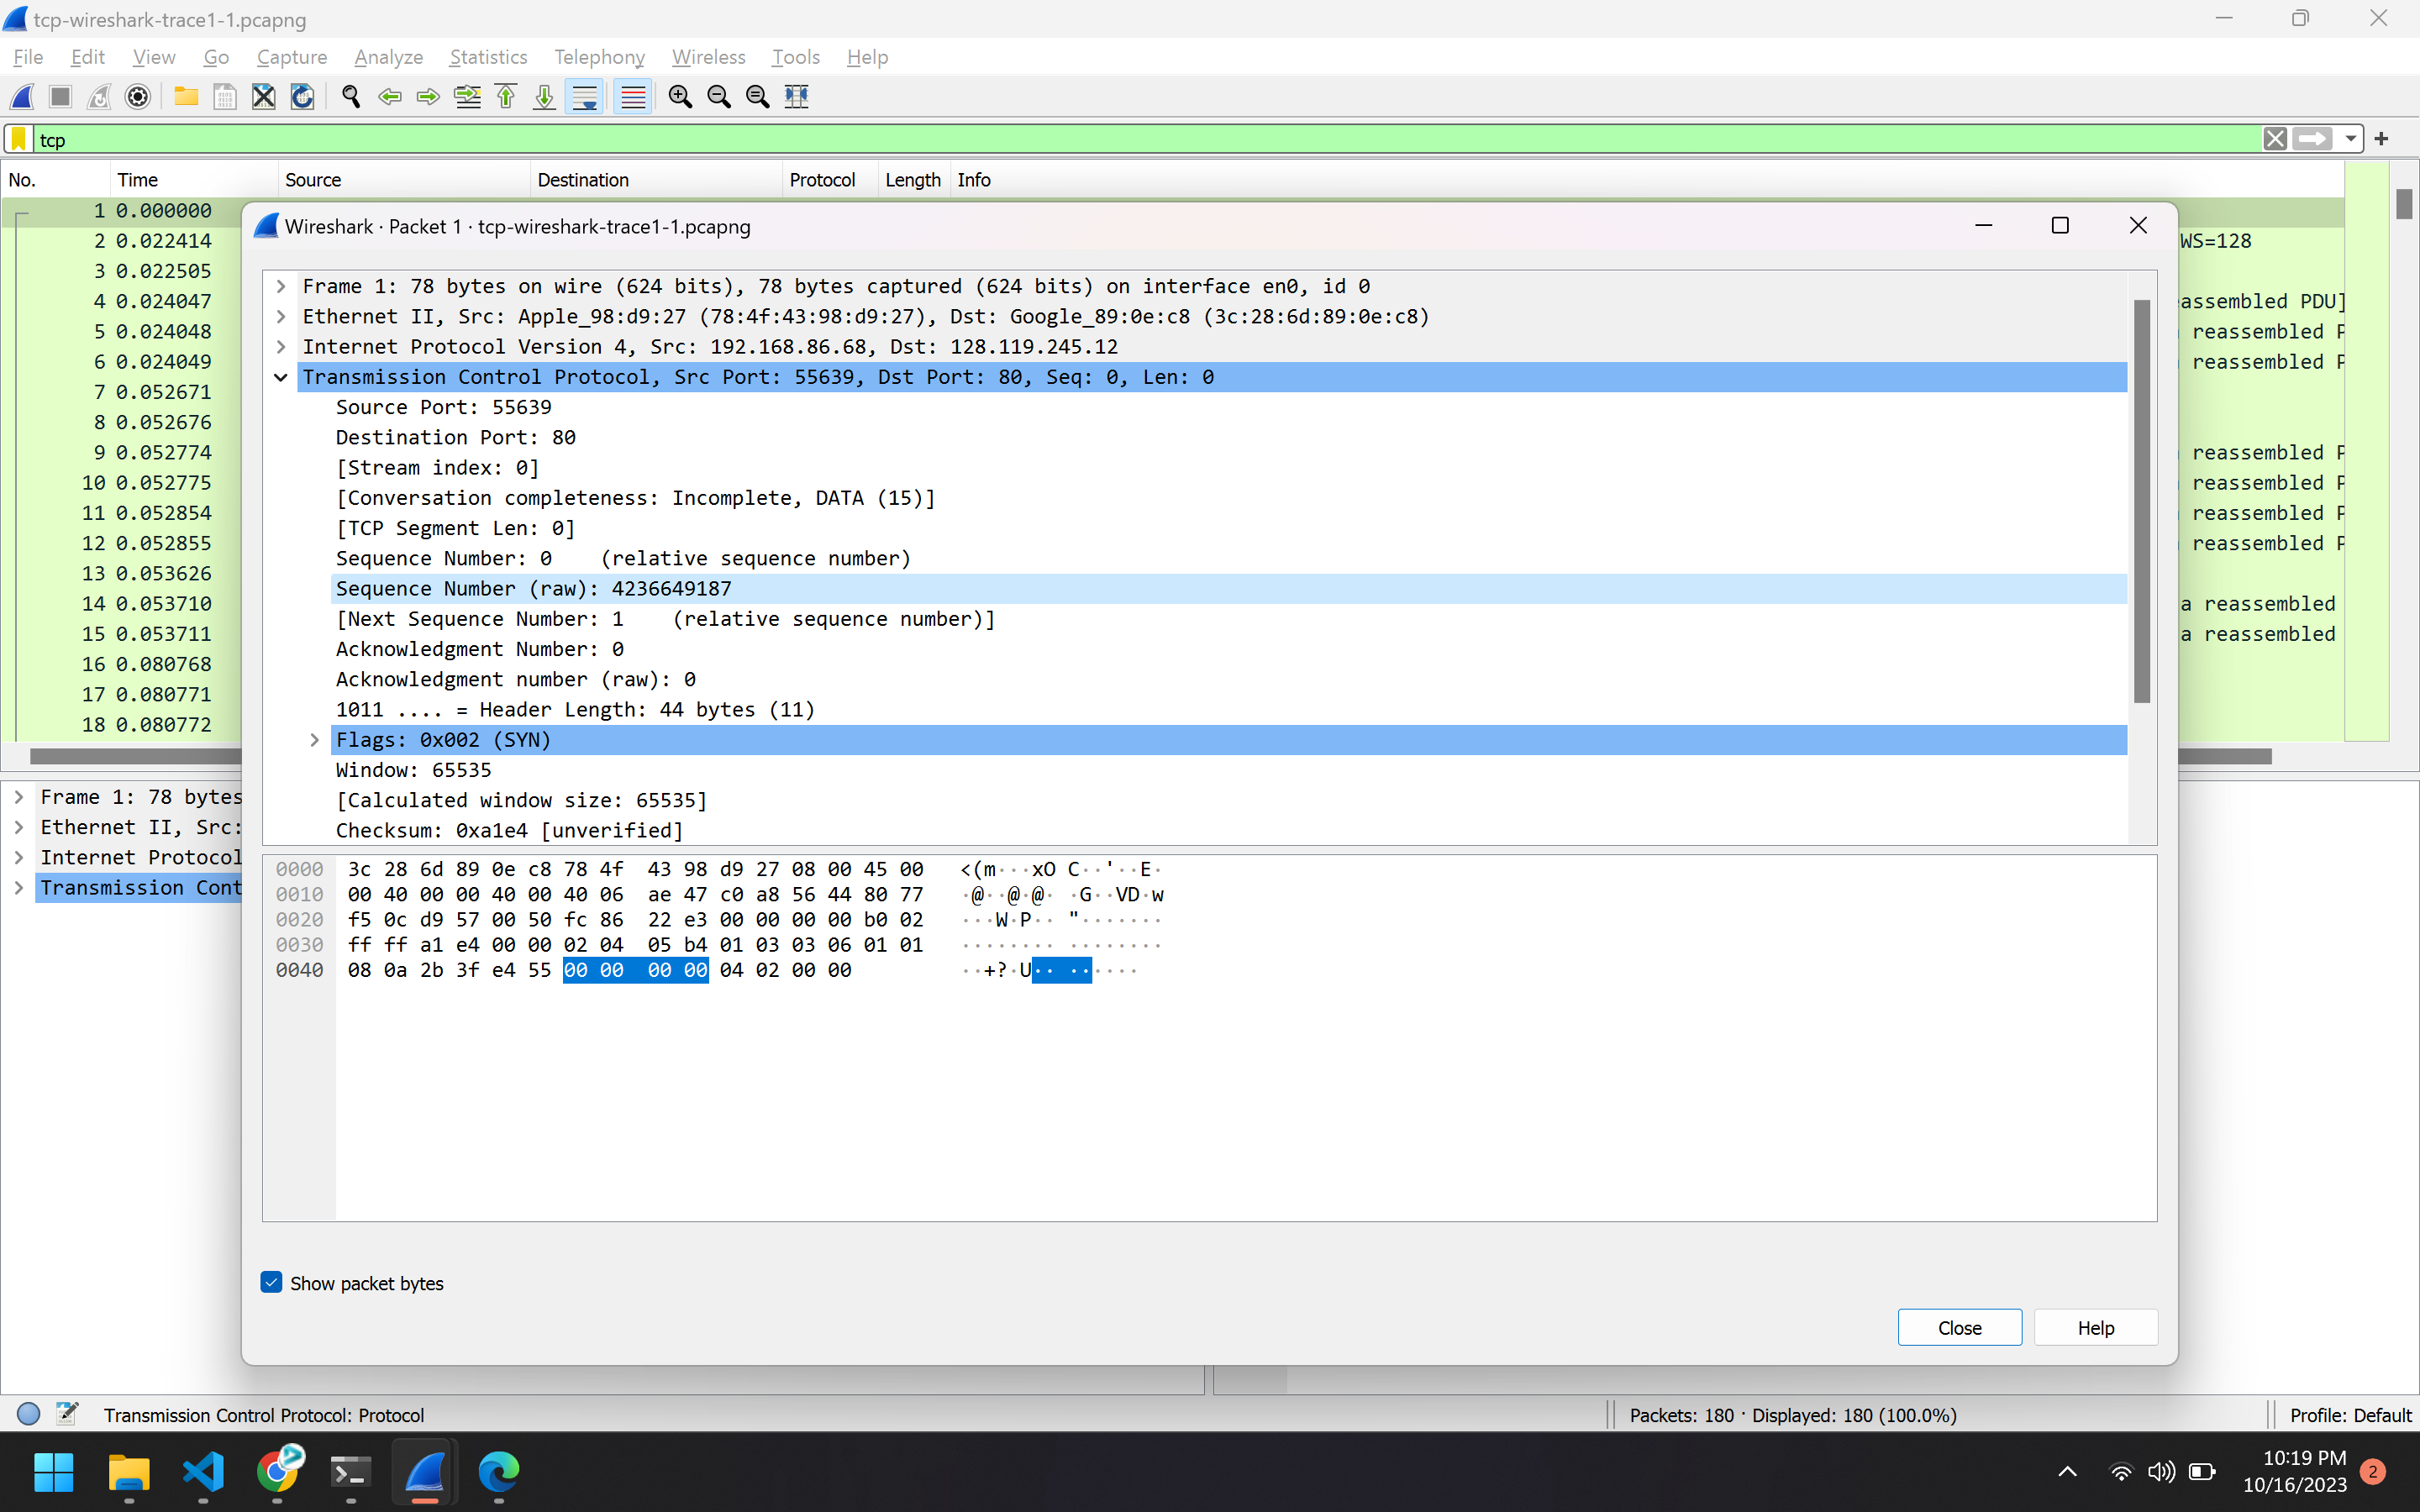 tcp-wireshark-trace1-1.pcapng
File Edit View Go Capture Analyze Statistics Telephony Wireless Tools Help
tcp
No. Time Source Destination Protocol Length Info
1 0.000000
2 0.022414 WS=128
3 0.022505
4 0.024047 assembled PDU]
5 0.024048 reassembled P
6 0.024049 reassembled P
7 0.052671
8 0.052676
9 0.052774 reassembled P
10 0.052775 reassembled P
11 0.052854 reassembled P
12 0.052855 reassembled P
13 0.053626
14 0.053710 a reassembled
15 0.053711 a reassembled
16 0.080768
17 0.080771
18 0.080772
Wireshark · Packet 1 · tcp-wireshark-trace1-1.pcapng
Frame 1: 78 bytes on wire (624 bits), 78 bytes captured (624 bits) on interface en0, id 0
Ethernet II, Src: Apple_98:d9:27 (78:4f:43:98:d9:27), Dst: Google_89:0e:c8 (3c:28:6d:89:0e:c8)
Internet Protocol Version 4, Src: 192.168.86.68, Dst: 128.119.245.12
Transmission Control Protocol, Src Port: 55639, Dst Port: 80, Seq: 0, Len: 0
Source Port: 55639
Destination Port: 80
[Stream index: 0]
[Conversation completeness: Incomplete, DATA (15)]
[TCP Segment Len: 0]
Sequence Number: 0 (relative sequence number)
Sequence Number (raw): 4236649187
[Next Sequence Number: 1 (relative sequence number)]
Acknowledgment Number: 0
Acknowledgment number (raw): 0
1011 .... = Header Length: 44 bytes (11)
Flags: 0x002 (SYN)
Window: 65535
[Calculated window size: 65535]
Checksum: 0xa1e4 [unverified]
0000 3c 28 6d 89 0e c8 78 4f 43 98 d9 27 08 00 45 00 <(m···xO C··'··E·
0010 00 40 00 00 40 00 40 06 ae 47 c0 a8 56 44 80 77 ·@··@·@· ·G··VD·w
0020 f5 0c d9 57 00 50 fc 86 22 e3 00 00 00 00 b0 02 ···W·P·· "·······
0030 ff ff a1 e4 00 00 02 04 05 b4 01 03 03 06 01 01 ········ ········
0040 08 0a 2b 3f e4 55 00 00 00 00 04 02 00 00 ··+?·U·· ······
Show packet bytes
Close Help
Frame 1: 78 bytes
Ethernet II, Src:
Internet Protocol
Transmission Cont
Transmission Control Protocol: Protocol
Packets: 180 · Displayed: 180 (100.0%)
Profile: Default
10:19 PM
10/16/2023
2